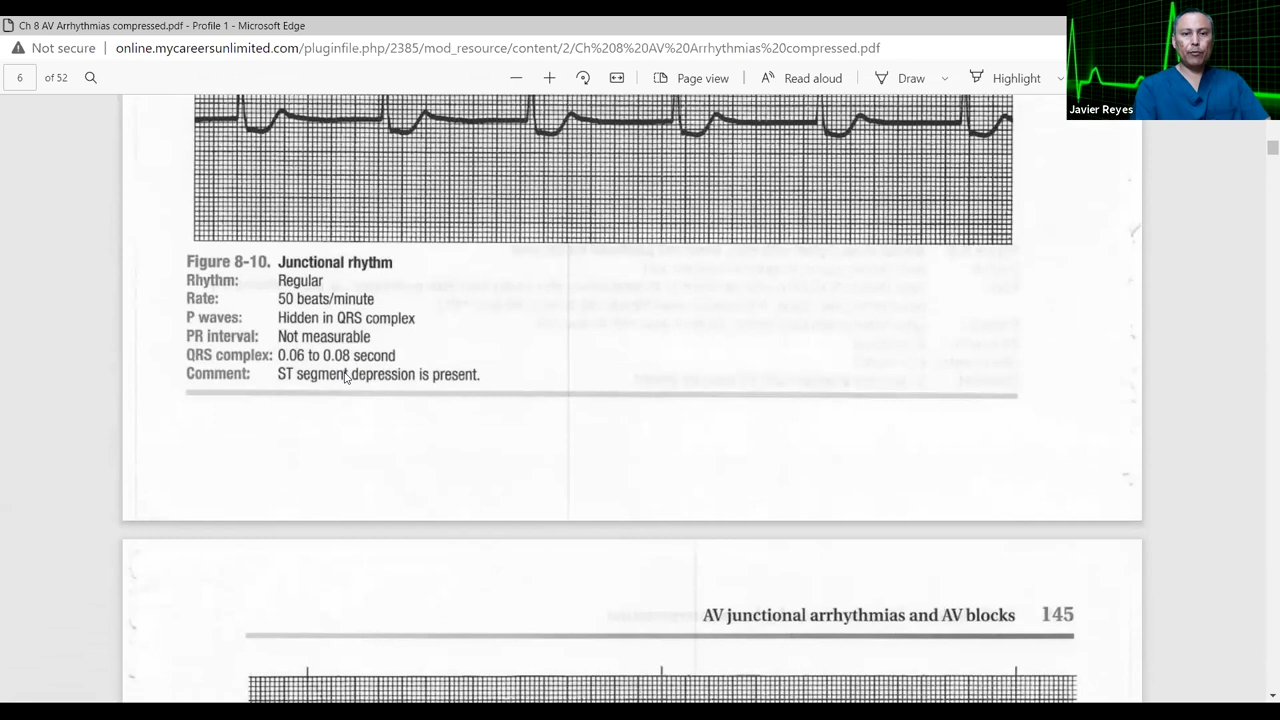 Ch 8 AV Arrhythmias compressed.pdf - Profile 1 - Microsoft Edge
Not secure online.mycareersunlimited.com/pluginfile.php/2385/mod_resource/content/2/Ch%208%20AV%20Arrhythmias%20compressed.pdf
6 of 52 Page view Read aloud Draw Highlight
Javier Reyes
Figure 8-10. Junctional rhythm
Rhythm: Regular
Rate: 50 beats/minute
P waves: Hidden in QRS complex
PR interval: Not measurable
QRS complex: 0.06 to 0.08 second
Comment: ST segment depression is present.
AV junctional arrhythmias and AV blocks 145